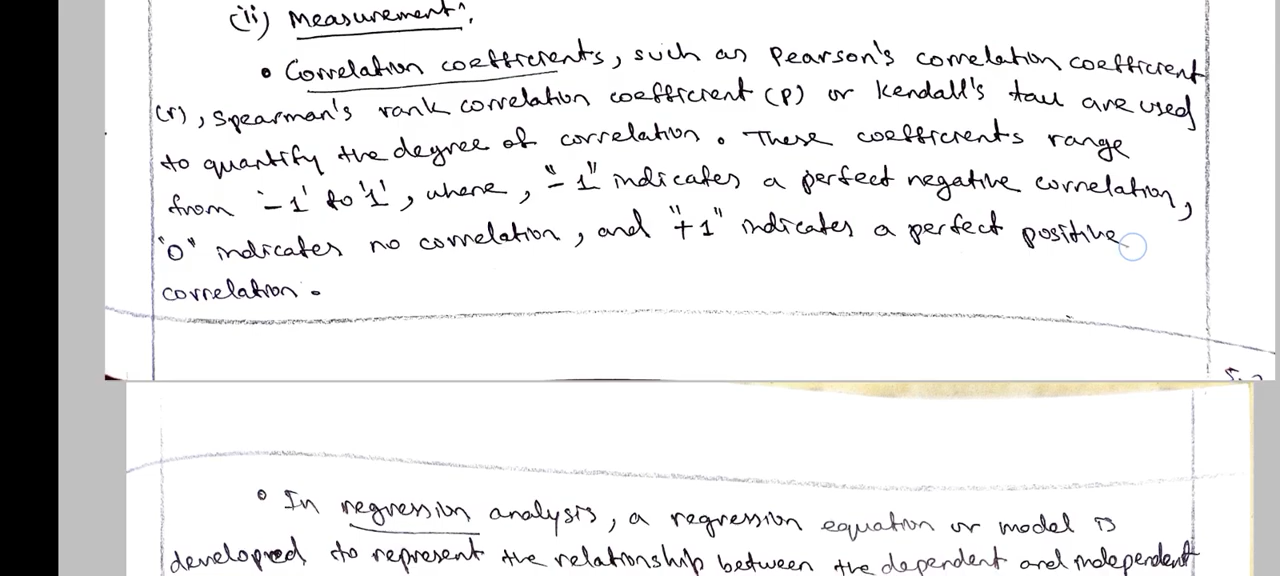 (ii) Measurement:
• Correlation coefficients, such as Pearson's correlation coefficient
(r), Spearman's rank correlation coefficient (P) or Kendall's tau are used
to quantify the degree of correlation. These coefficients range
from '-1' to '1', where, "-1" indicates a perfect negative correlation,
"0" indicates no correlation, and "+1" indicates a perfect positive
correlation.
• In regression analysis, a regression equation or model is
developed to represent the relationship between the dependent and independent